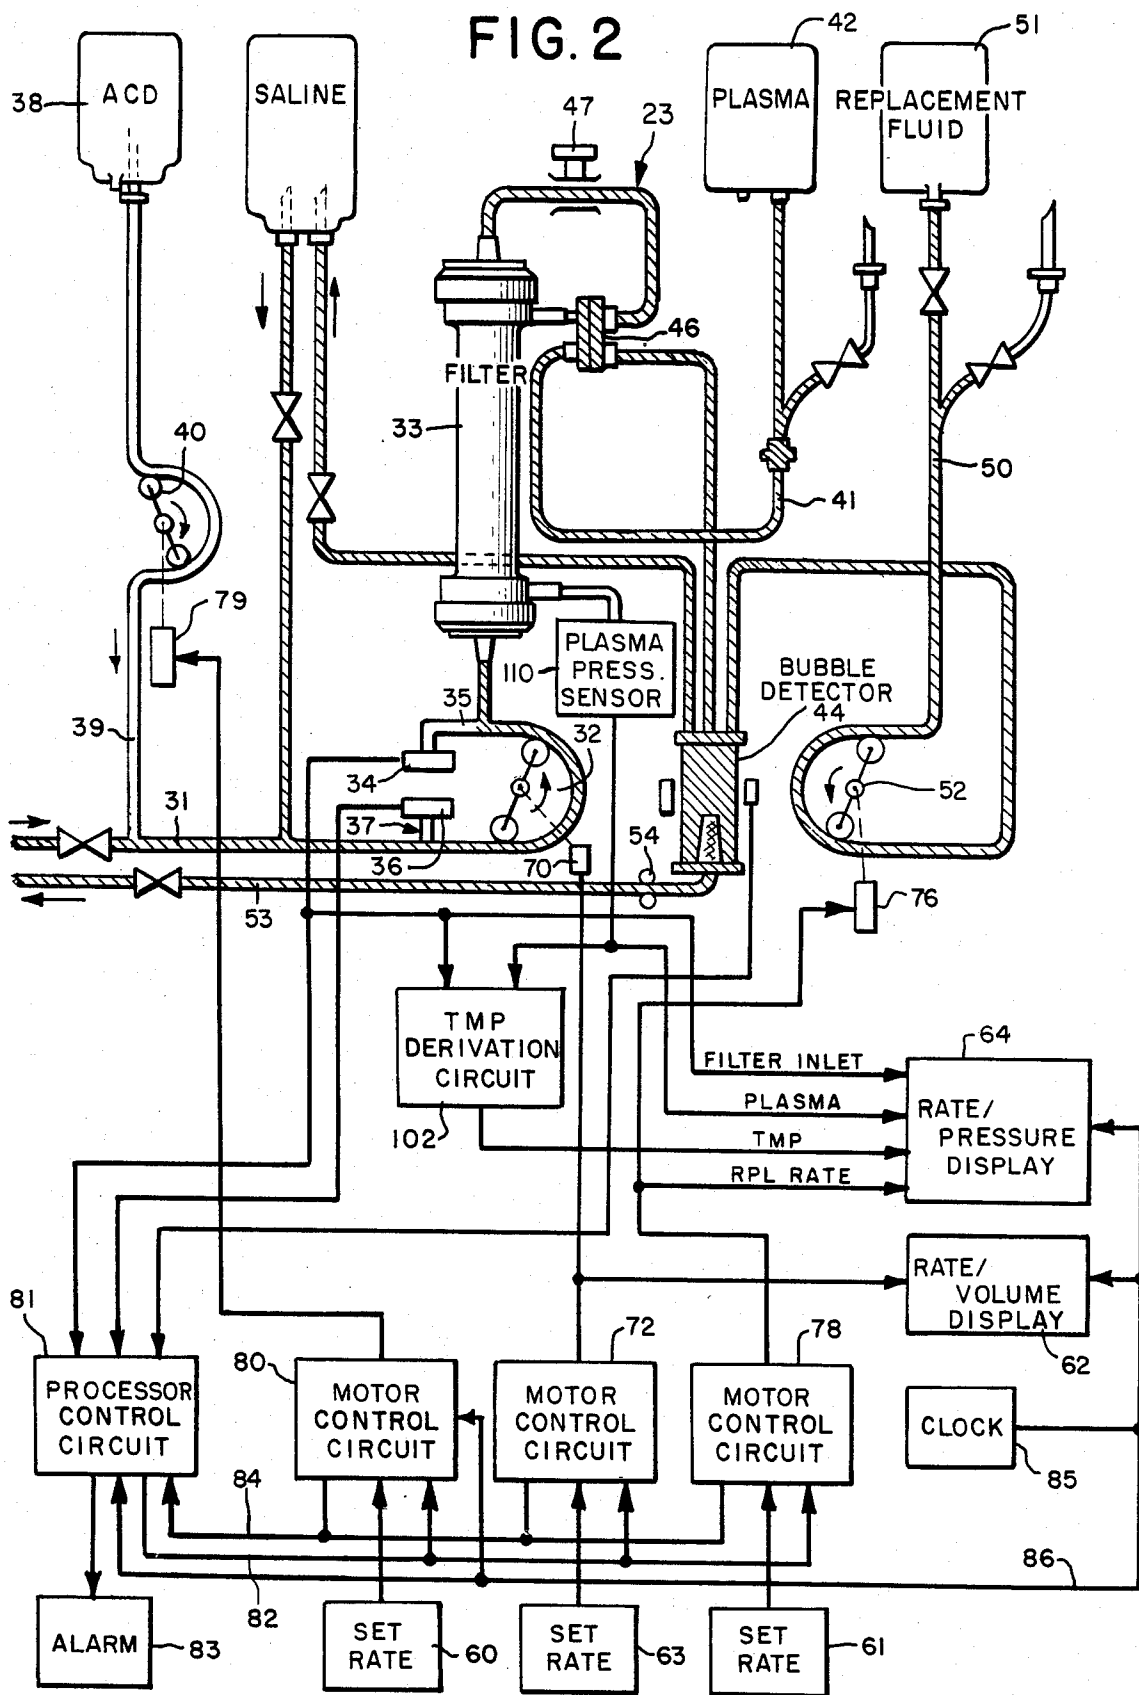 FIG. 2
42
51
38
ACD
SALINE
PLASMA
REPLACEMENT
FLUID
47
23
46
FILTER
33
40
50
41
79
110
PLASMA
PRESS.
SENSOR
BUBBLE
DETECTOR
44
35
32
39
34
52
31
37
36
54
70
53
76
TMP
DERIVATION
CIRCUIT
102
FILTER INLET
PLASMA
TMP
RPL RATE
64
RATE/
PRESSURE
DISPLAY
RATE/
VOLUME
DISPLAY
62
81
PROCESSOR
CONTROL
CIRCUIT
80
MOTOR
CONTROL
CIRCUIT
72
MOTOR
CONTROL
CIRCUIT
78
MOTOR
CONTROL
CIRCUIT
CLOCK
85
84
86
82
ALARM
83
SET
RATE
60
SET
RATE
63
SET
RATE
61